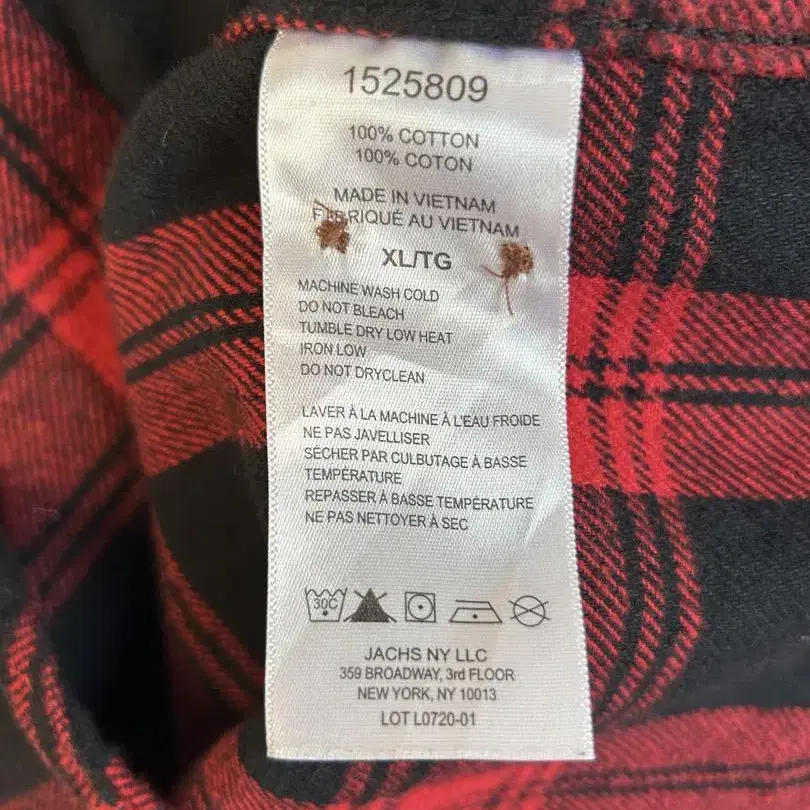 1525809
100% COTTON
100% COTON
MADE IN VIETNAM
FABRIQUÉ AU VIETNAM
XL/TG
MACHINE WASH COLD
DO NOT BLEACH
TUMBLE DRY LOW HEAT
IRON LOW
DO NOT DRYCLEAN
LAVER À LA MACHINE À L'EAU FROIDE
NE PAS JAVELLISER
SÉCHER PAR CULBUTAGE À BASSE
TEMPÉRATURE
REPASSER À BASSE TEMPÉRATURE
NE PAS NETTOYER À SEC
30C
JACHS NY LLC
359 BROADWAY, 3rd FLOOR
NEW YORK, NY 10013
LOT L0720-01